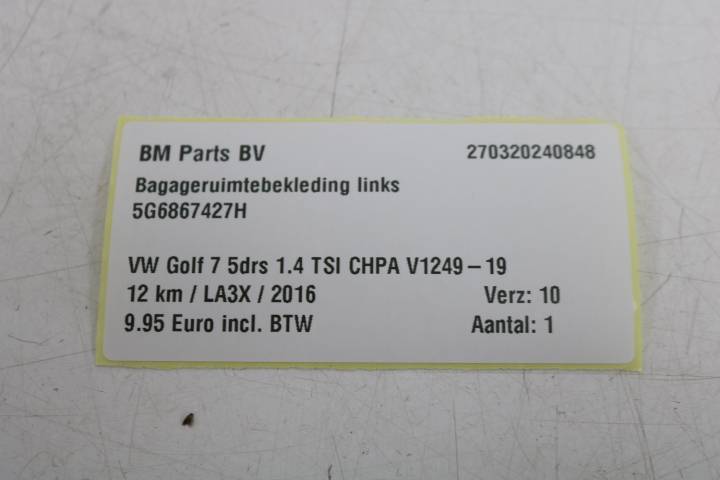 BM Parts BV 270320240848
Bagageruimtebekleding links
5G6867427H
VW Golf 7 5drs 1.4 TSI CHPA V1249 – 19
12 km / LA3X / 2016 Verz: 10
9.95 Euro incl. BTW Aantal: 1